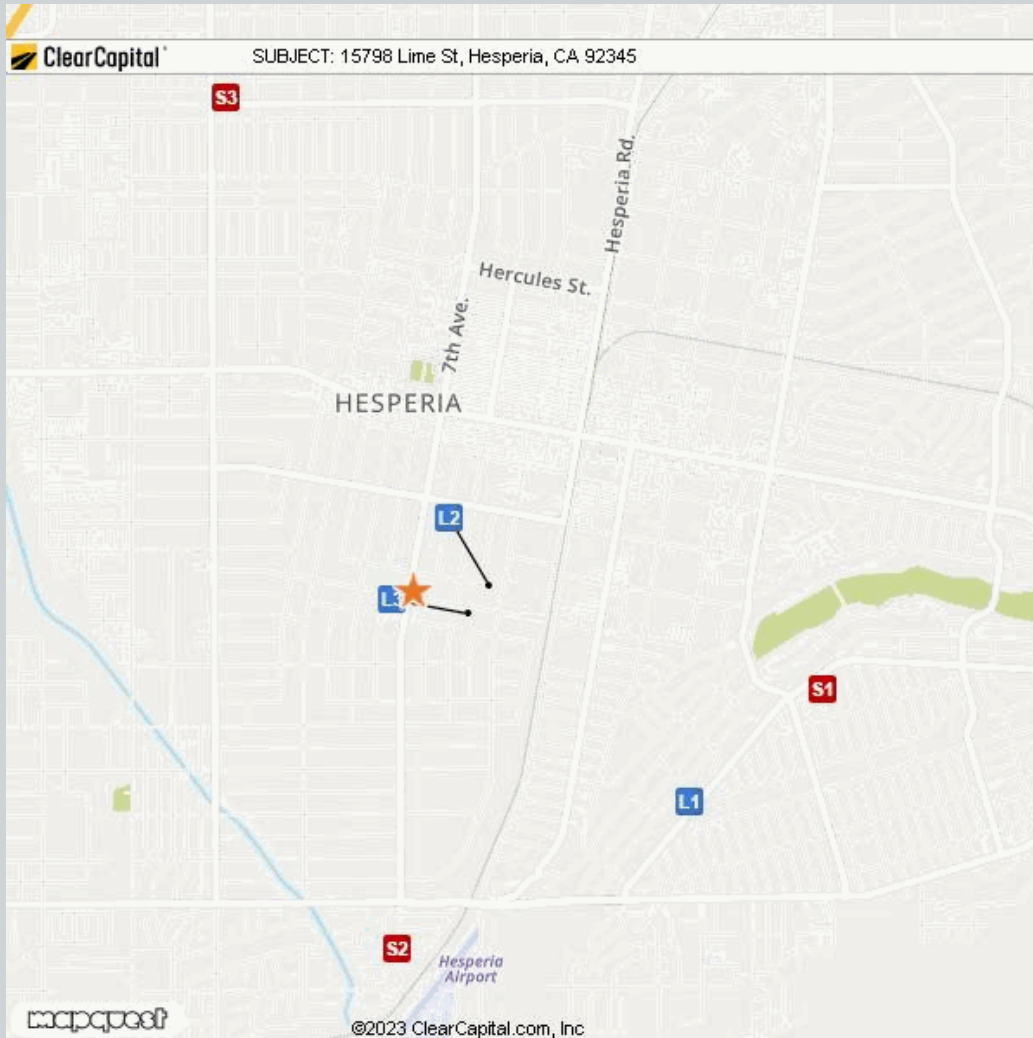 ClearCapital® SUBJECT: 15798 Lime St, Hesperia, CA 92345
S3
Hesperia Rd.
Hercules St.
7th Ave.
HESPERIA
L2
L3
S1
L1
S2
Hesperia
Airport
mapquest
©2023 ClearCapital.com, Inc